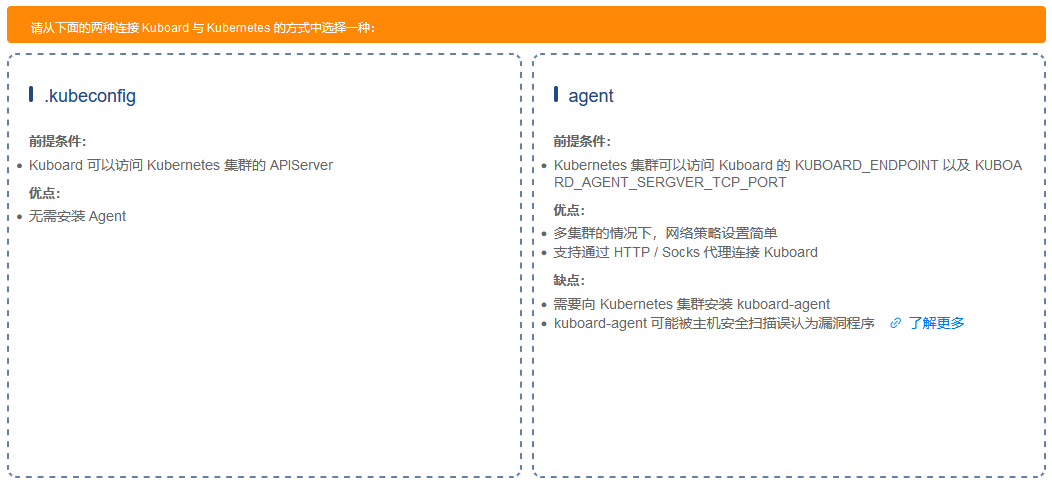 请从下面的两种连接 Kuboard 与 Kubernetes 的方式中选择一种：
.kubeconfig
前提条件：
Kuboard 可以访问 Kubernetes 集群的 APIServer
优点：
无需安装 Agent
agent
前提条件：
Kubernetes 集群可以访问 Kuboard 的 KUBOARD_ENDPOINT 以及 KUBOA
RD_AGENT_SERGVER_TCP_PORT
优点：
多集群的情况下，网络策略设置简单
支持通过 HTTP / Socks 代理连接 Kuboard
缺点：
需要向 Kubernetes 集群安装 kuboard-agent
kuboard-agent 可能被主机安全扫描误认为漏洞程序 了解更多